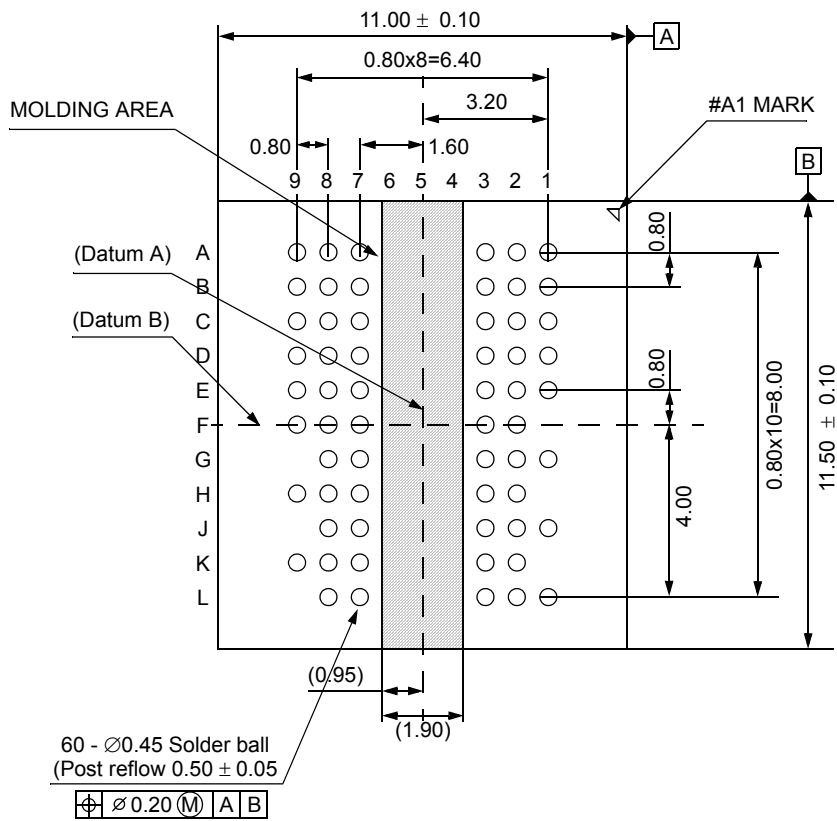 11.00 ± 0.10
A
0.80x8=6.40
MOLDING AREA
3.20
#A1 MARK
0.80
1.60
B
9 8 7 6 5 4 3 2 1
0.80
(Datum A)
A
B
(Datum B)
C
D
E
0.80
F
0.80x10=8.00
11.50 ± 0.10
G
H
4.00
J
K
L
(0.95)
(1.90)
60 - ∅0.45 Solder ball
(Post reflow 0.50 ± 0.05
⌖ ⌀ 0.20 Ⓜ A B